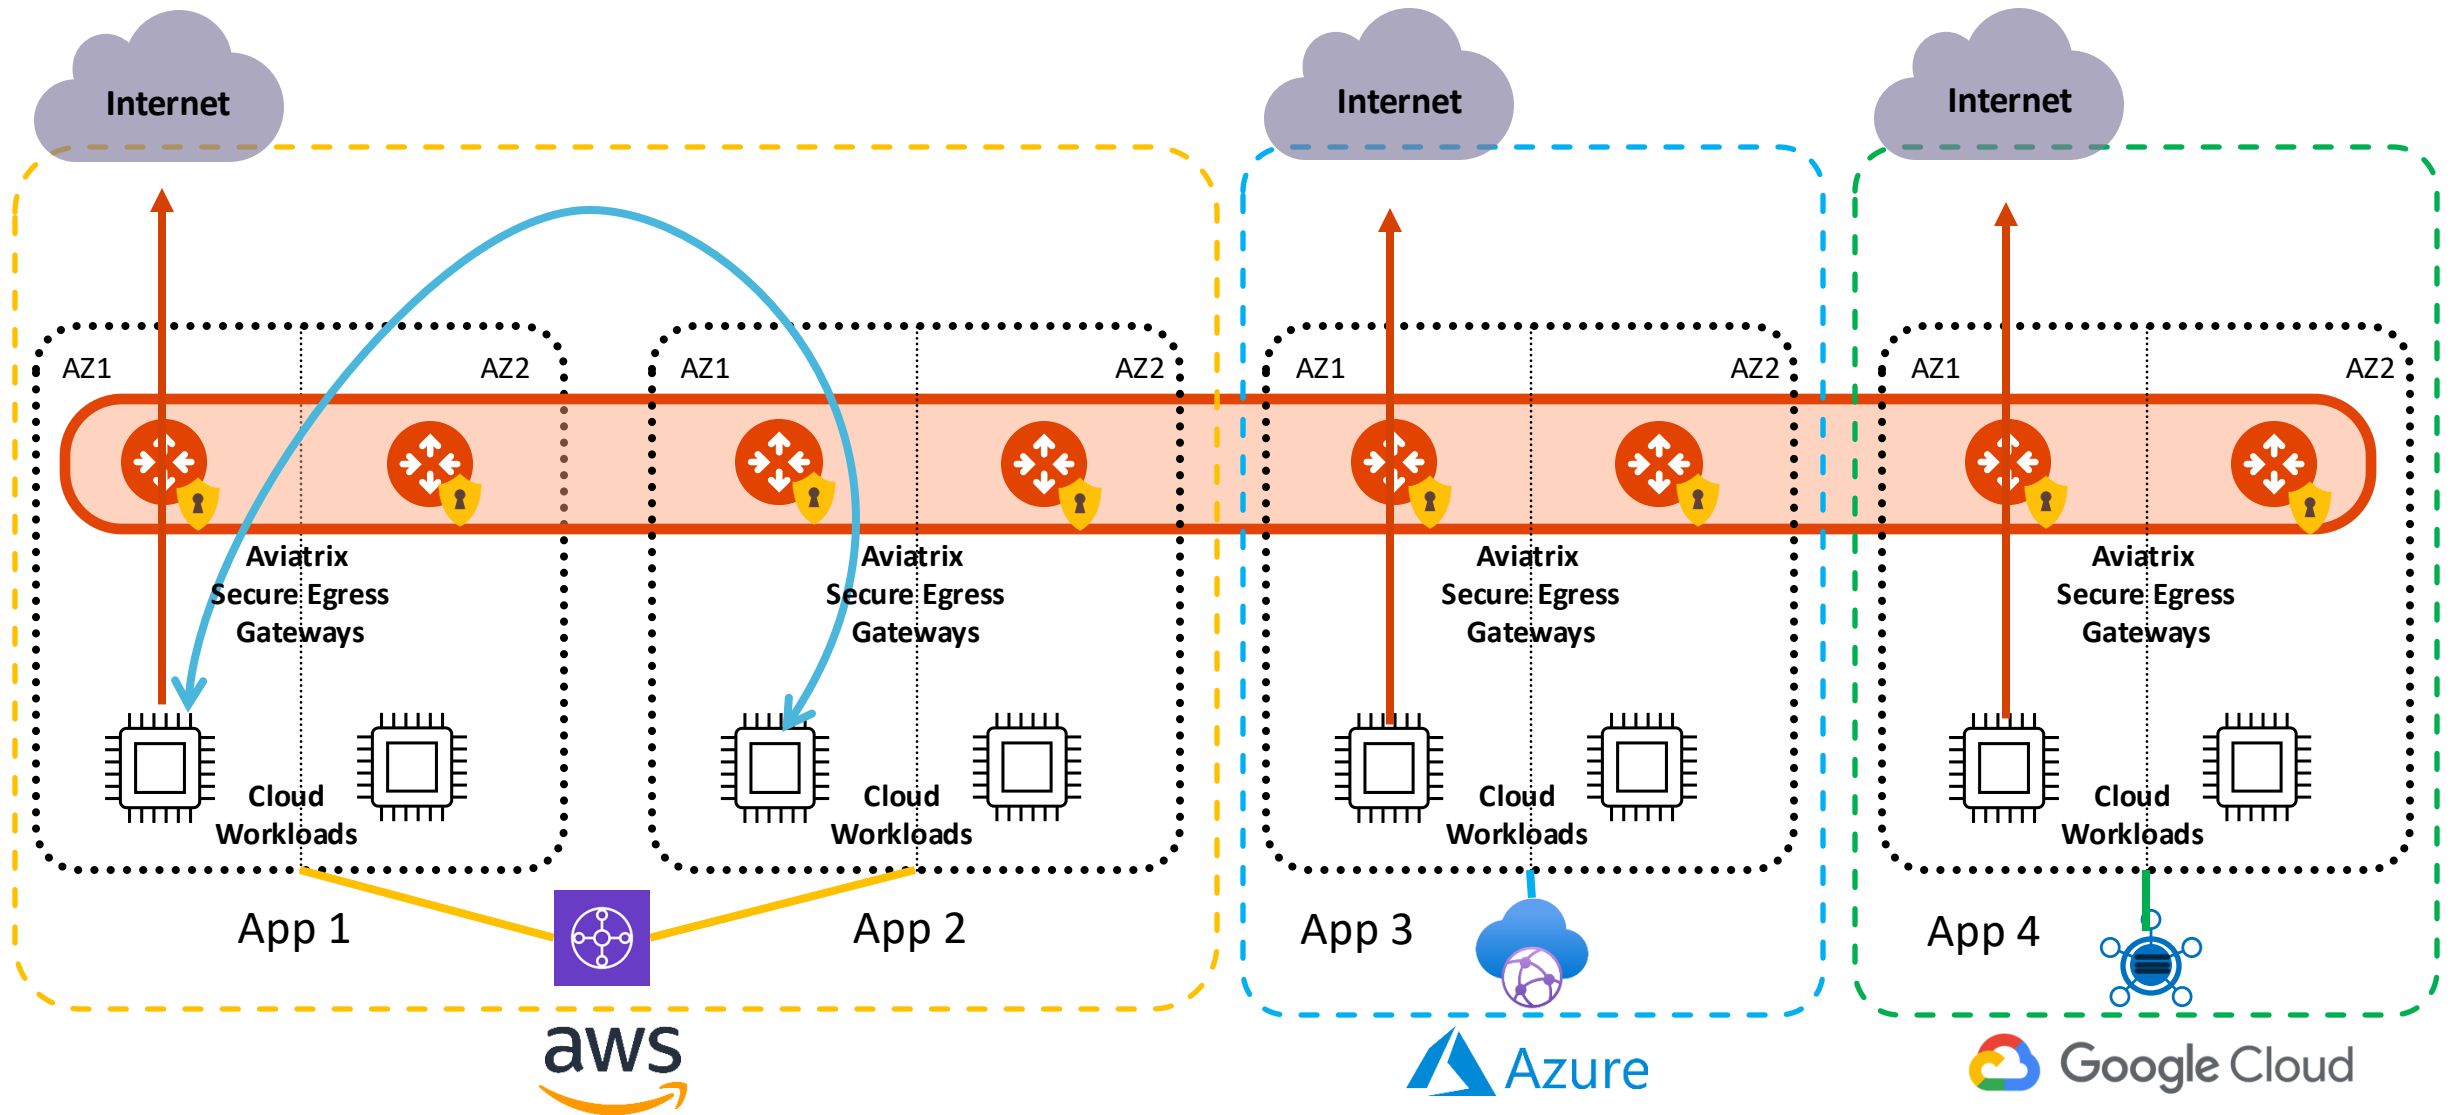 Internet
Internet
Internet
AZ1
AZ2
AZ1
AZ2
AZ1
AZ2
AZ1
AZ2
Aviatrix
Secure Egress
Gateways
Aviatrix
Secure Egress
Gateways
Aviatrix
Secure Egress
Gateways
Aviatrix
Secure Egress
Gateways
Cloud
Workloads
Cloud
Workloads
Cloud
Workloads
Cloud
Workloads
App 1
App 2
App 3
App 4
aws
Azure
Google Cloud